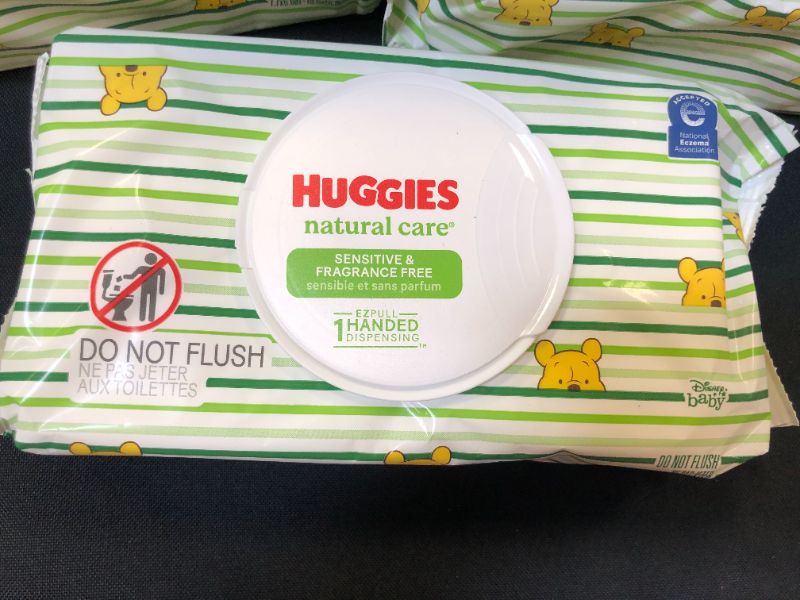 ACCEPTED
National
Eczema
Association
HUGGIES
natural care®
SENSITIVE &
FRAGRANCE FREE
sensible et sans parfum
EZPULL
1 HANDED
DISPENSING™
DO NOT FLUSH
NE PAS JETER
AUX TOILETTES
Disney
baby
DO NOT FLUSH